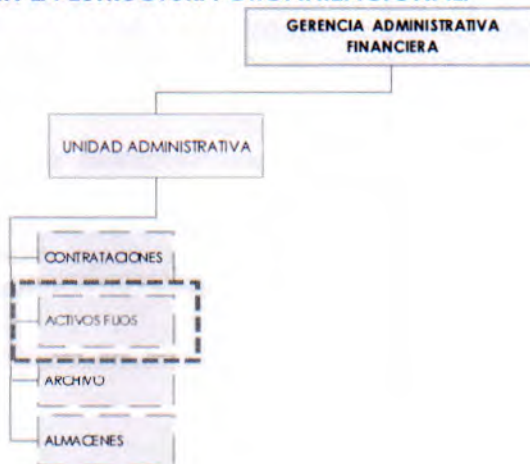 GERENCIA ADMINISTRATIVA
FINANCIERA
UNIDAD ADMINISTRATIVA
CONTRATACIONES
ACTIVOS FIJOS
ARCHIVO
ALMACENES